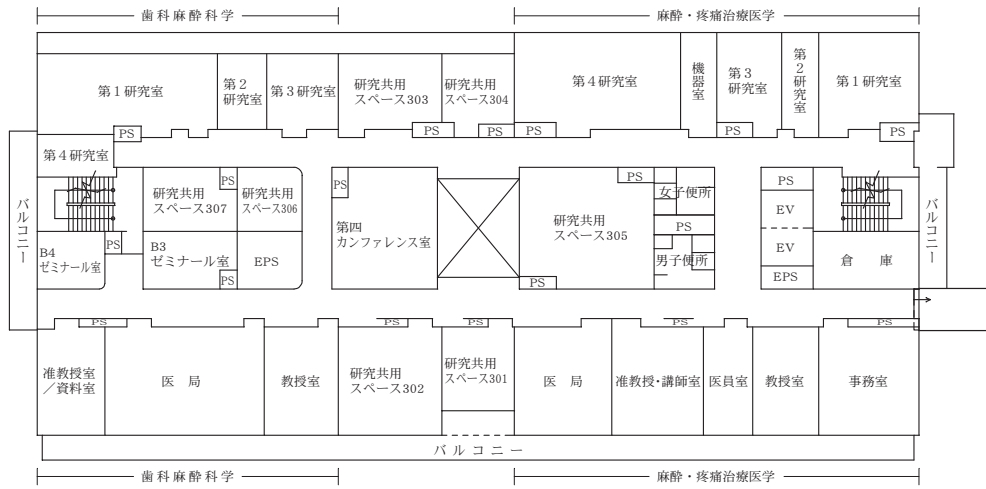 歯科麻酔科学
麻酔・疼痛治療医学
第1研究室
第2
研究室
第3研究室
研究共用
スペース303
研究共用
スペース304
第4研究室
機器室
第3
研究室
第2研究室
第1研究室
PS
PS
PS
PS
PS
PS
第4研究室
バルコニー
PS
研究共用
スペース307
研究共用
スペース306
PS
第四
カンファレンス室
研究共用
スペース305
PS
女子便所
PS
男子便所
PS
EV
EV
EPS
倉庫
バルコニー
B4
ゼミナール室
PS
B3
ゼミナール室
PS
EPS
PS
PS
PS
PS
PS
PS
准教授室
/資料室
医局
教授室
研究共用
スペース302
研究共用
スペース301
医局
准教授・講師室
医員室
教授室
事務室
バルコニー
歯科麻酔科学
麻酔・疼痛治療医学